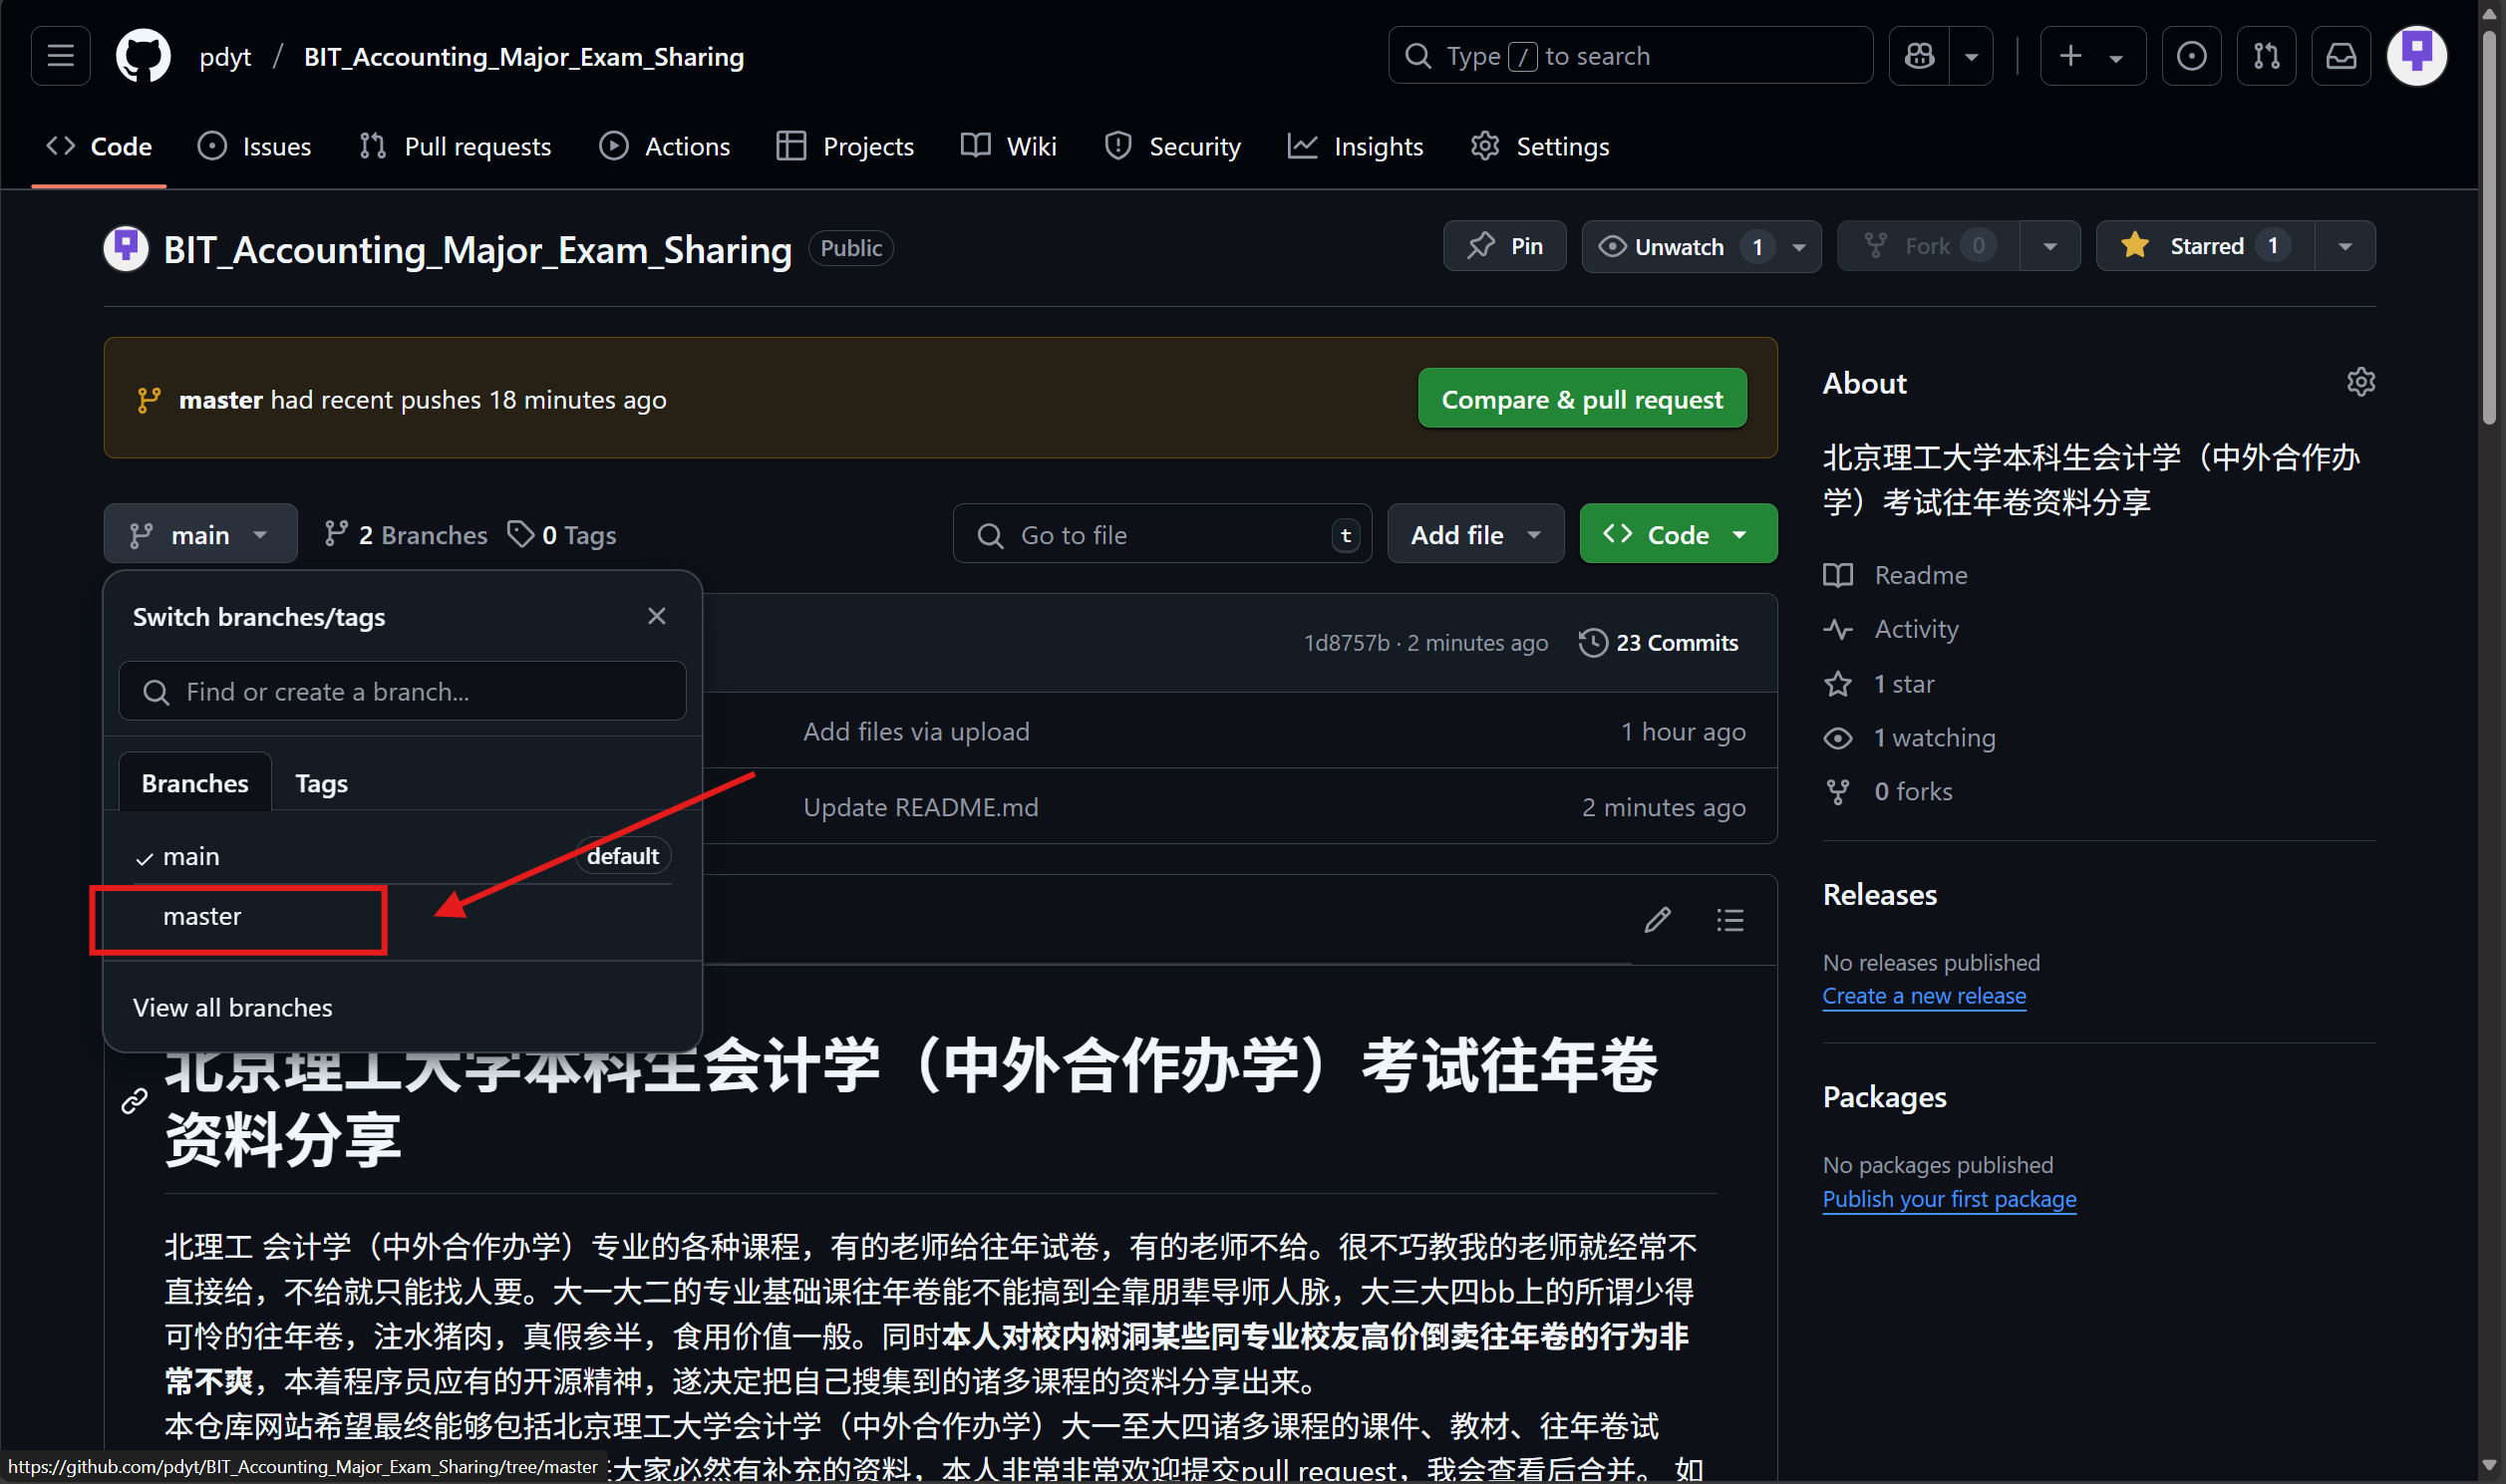 pdyt / BIT_Accounting_Major_Exam_Sharing
Type / to search
Code
Issues
Pull requests
Actions
Projects
Wiki
Security
Insights
Settings
BIT_Accounting_Major_Exam_Sharing
Public
Pin
Unwatch 1
Fork 0
Starred 1
master had recent pushes 18 minutes ago
Compare & pull request
main
2 Branches
0 Tags
Go to file
t
Add file
Code
Switch branches/tags
Find or create a branch...
Branches
Tags
main
default
master
View all branches
1d8757b · 2 minutes ago
23 Commits
Add files via upload
1 hour ago
Update README.md
2 minutes ago
北京理工大学本科生会计学（中外合作办学）考试往年卷
资料分享
北理工 会计学（中外合作办学）专业的各种课程，有的老师给往年试卷，有的老师不给。很不巧教我的老师就经常不
直接给，不给就只能找人要。大一大二的专业基础课往年卷能不能搞到全靠朋辈导师人脉，大三大四bb上的所谓少得
可怜的往年卷，注水猪肉，真假参半，食用价值一般。同时本人对校内树洞某些同专业校友高价倒卖往年卷的行为非
常不爽，本着程序员应有的开源精神，遂决定把自己搜集到的诸多课程的资料分享出来。
本仓库网站希望最终能够包括北京理工大学会计学（中外合作办学）大一至大四诸多课程的课件、教材、往年卷试
大家必然有补充的资料，本人非常非常欢迎提交pull request，我会查看后合并。 如
About
北京理工大学本科生会计学（中外合作办
学）考试往年卷资料分享
Readme
Activity
1 star
1 watching
0 forks
Releases
No releases published
Create a new release
Packages
No packages published
Publish your first package
https://github.com/pdyt/BIT_Accounting_Major_Exam_Sharing/tree/master